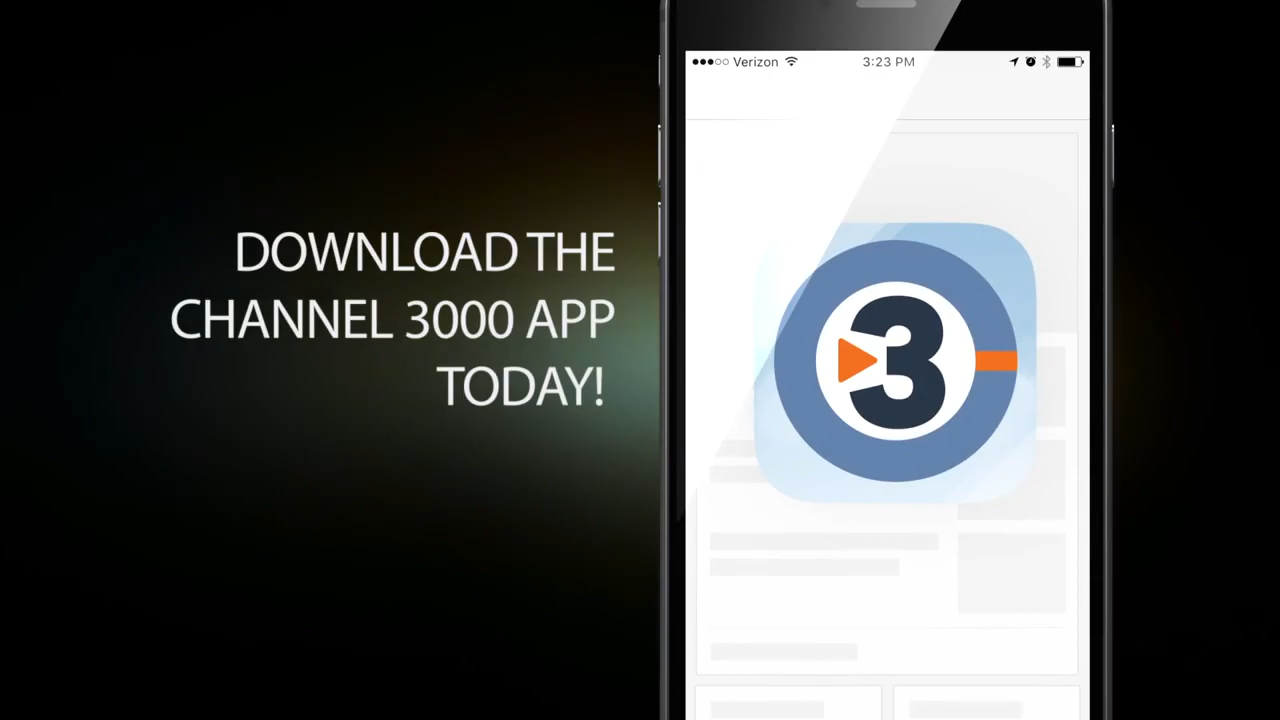 DOWNLOAD THE
CHANNEL 3000 APP
TODAY!
Verizon
3:23 PM
3